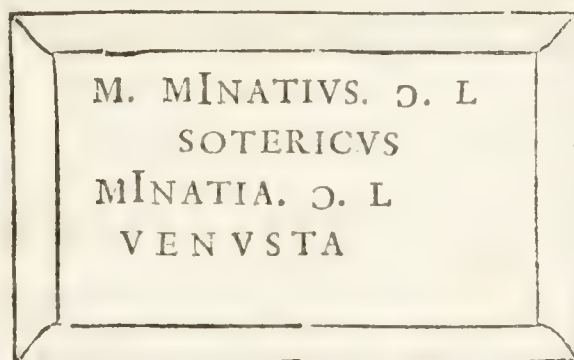 M. MINATIVS. Ɔ. L
SOTERICVS
MINATIA. Ɔ. L
VENVSTA